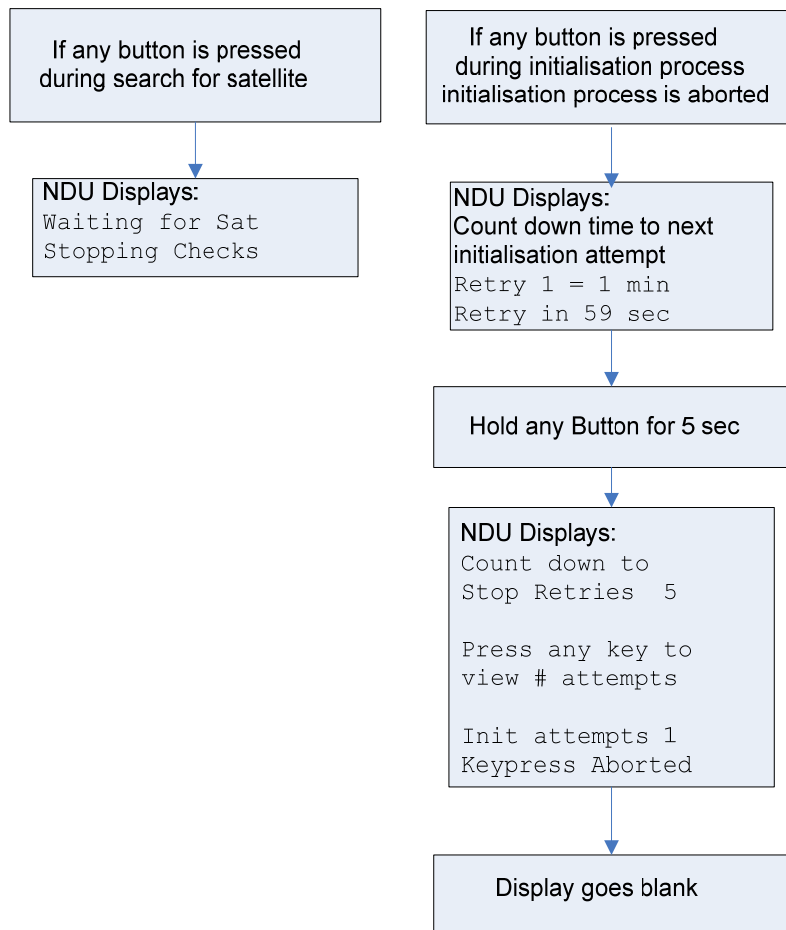 If any button is pressed
during search for satellite
NDU Displays:
Waiting for Sat
Stopping Checks
If any button is pressed
during initialisation process
initialisation process is aborted
NDU Displays:
Count down time to next
initialisation attempt
Retry 1 = 1 min
Retry in 59 sec
Hold any Button for 5 sec
NDU Displays:
Count down to
Stop Retries 5
Press any key to
view # attempts
Init attempts 1
Keypress Aborted
Display goes blank